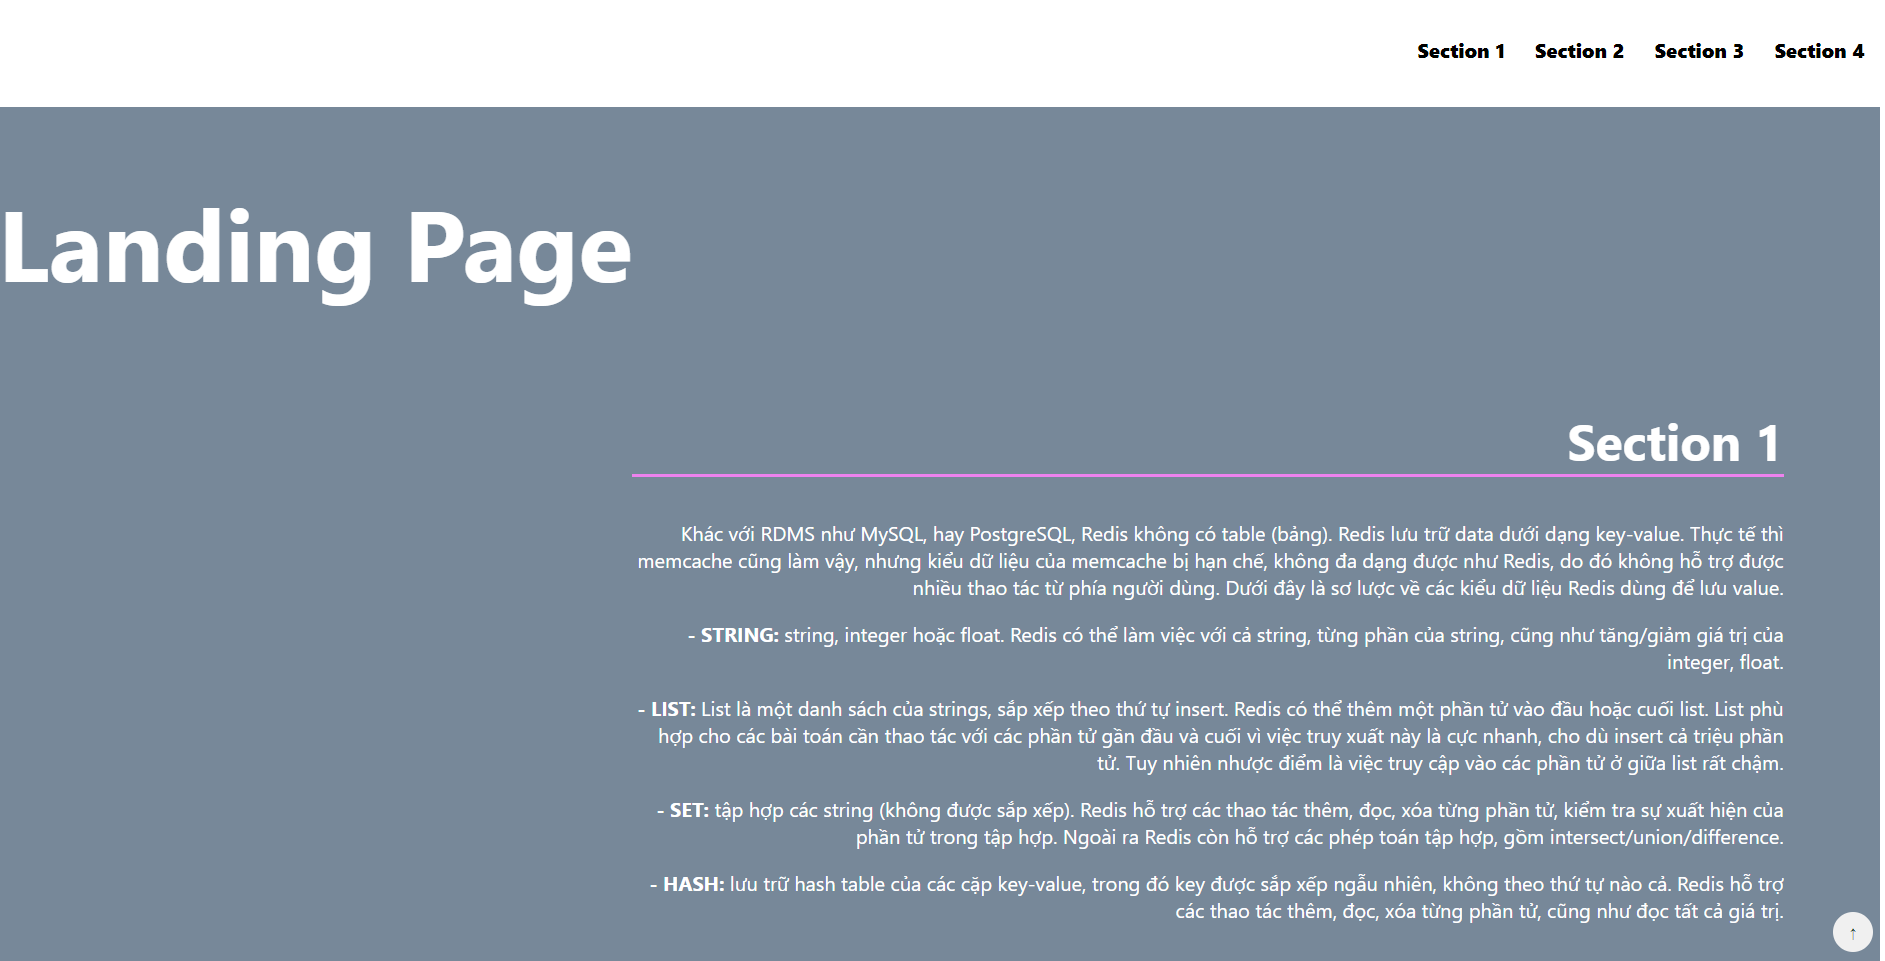 Section 1 Section 2 Section 3 Section 4
Landing Page
Section 1
Khác với RDMS như MySQL, hay PostgreSQL, Redis không có table (bảng). Redis lưu trữ data dưới dạng key-value. Thực tế thì
memcache cũng làm vậy, nhưng kiểu dữ liệu của memcache bị hạn chế, không đa dạng được như Redis, do đó không hỗ trợ được
nhiều thao tác từ phía người dùng. Dưới đây là sơ lược về các kiểu dữ liệu Redis dùng để lưu value.
- STRING: string, integer hoặc float. Redis có thể làm việc với cả string, từng phần của string, cũng như tăng/giảm giá trị của
integer, float.
- LIST: List là một danh sách của strings, sắp xếp theo thứ tự insert. Redis có thể thêm một phần tử vào đầu hoặc cuối list. List phù
hợp cho các bài toán cần thao tác với các phần tử gần đầu và cuối vì việc truy xuất này là cực nhanh, cho dù insert cả triệu phần
tử. Tuy nhiên nhược điểm là việc truy cập vào các phần tử ở giữa list rất chậm.
- SET: tập hợp các string (không được sắp xếp). Redis hỗ trợ các thao tác thêm, đọc, xóa từng phần tử, kiểm tra sự xuất hiện của
phần tử trong tập hợp. Ngoài ra Redis còn hỗ trợ các phép toán tập hợp, gồm intersect/union/difference.
- HASH: lưu trữ hash table của các cặp key-value, trong đó key được sắp xếp ngẫu nhiên, không theo thứ tự nào cả. Redis hỗ trợ
các thao tác thêm, đọc, xóa từng phần tử, cũng như đọc tất cả giá trị.
↑